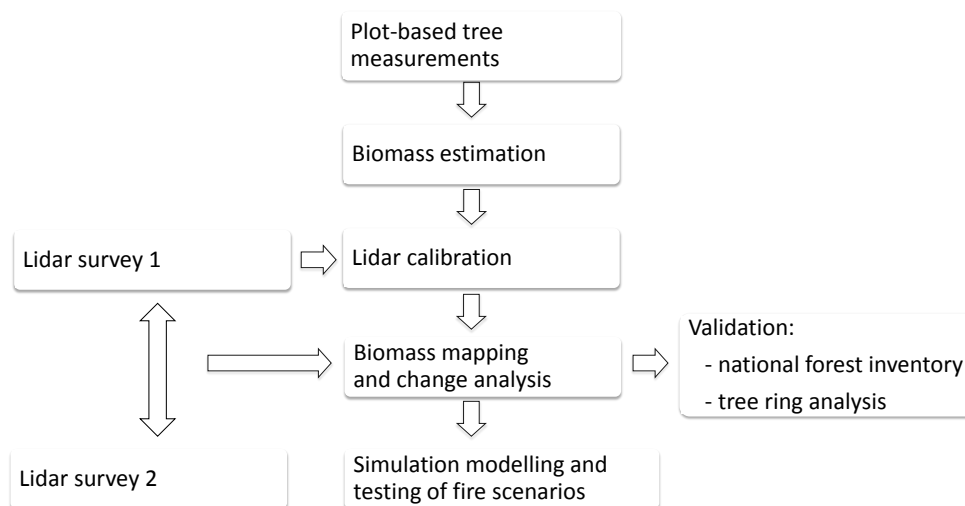 Plot-based tree
measurements
Biomass estimation
Lidar survey 1
Lidar calibration
Biomass mapping
and change analysis
Validation:
- national forest inventory
- tree ring analysis
Lidar survey 2
Simulation modelling and
testing of fire scenarios